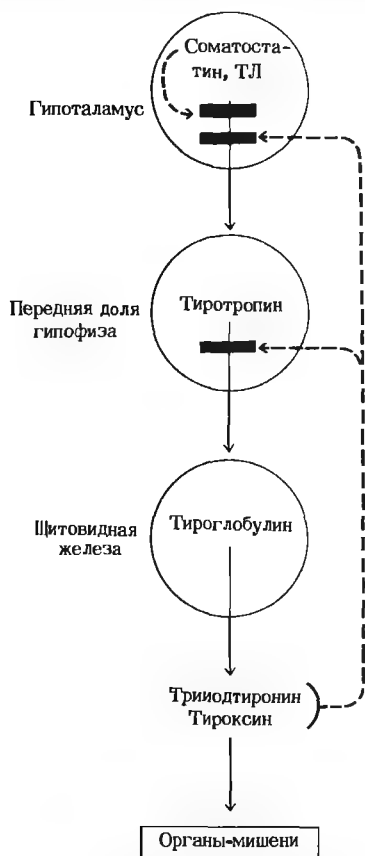 Соматоста-
тин, ТЛ
Гипоталамус
Передняя доля
гипофиза
Тиротропин
Щитовидная
железа
Тироглобулин
Трииодтиронин
Тироксин
Органы-мишени